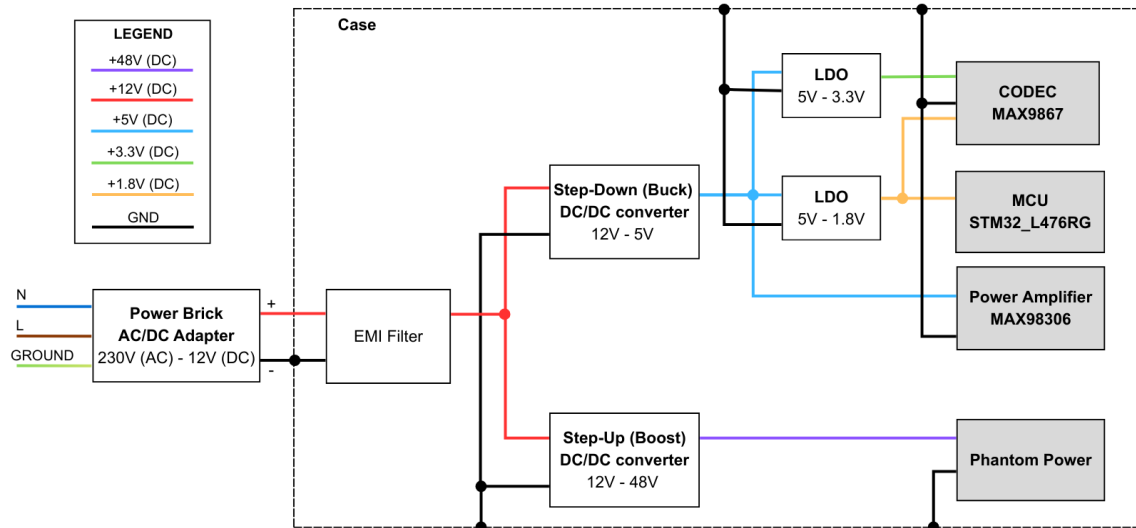 LEGEND
+48V (DC)
+12V (DC)
+5V (DC)
+3.3V (DC)
+1.8V (DC)
GND
Case
N
L
GROUND
Power Brick
AC/DC Adapter
230V (AC) - 12V (DC)
+
-
EMI Filter
Step-Down (Buck)
DC/DC converter
12V - 5V
Step-Up (Boost)
DC/DC converter
12V - 48V
LDO
5V - 3.3V
LDO
5V - 1.8V
CODEC
MAX9867
MCU
STM32_L476RG
Power Amplifier
MAX98306
Phantom Power